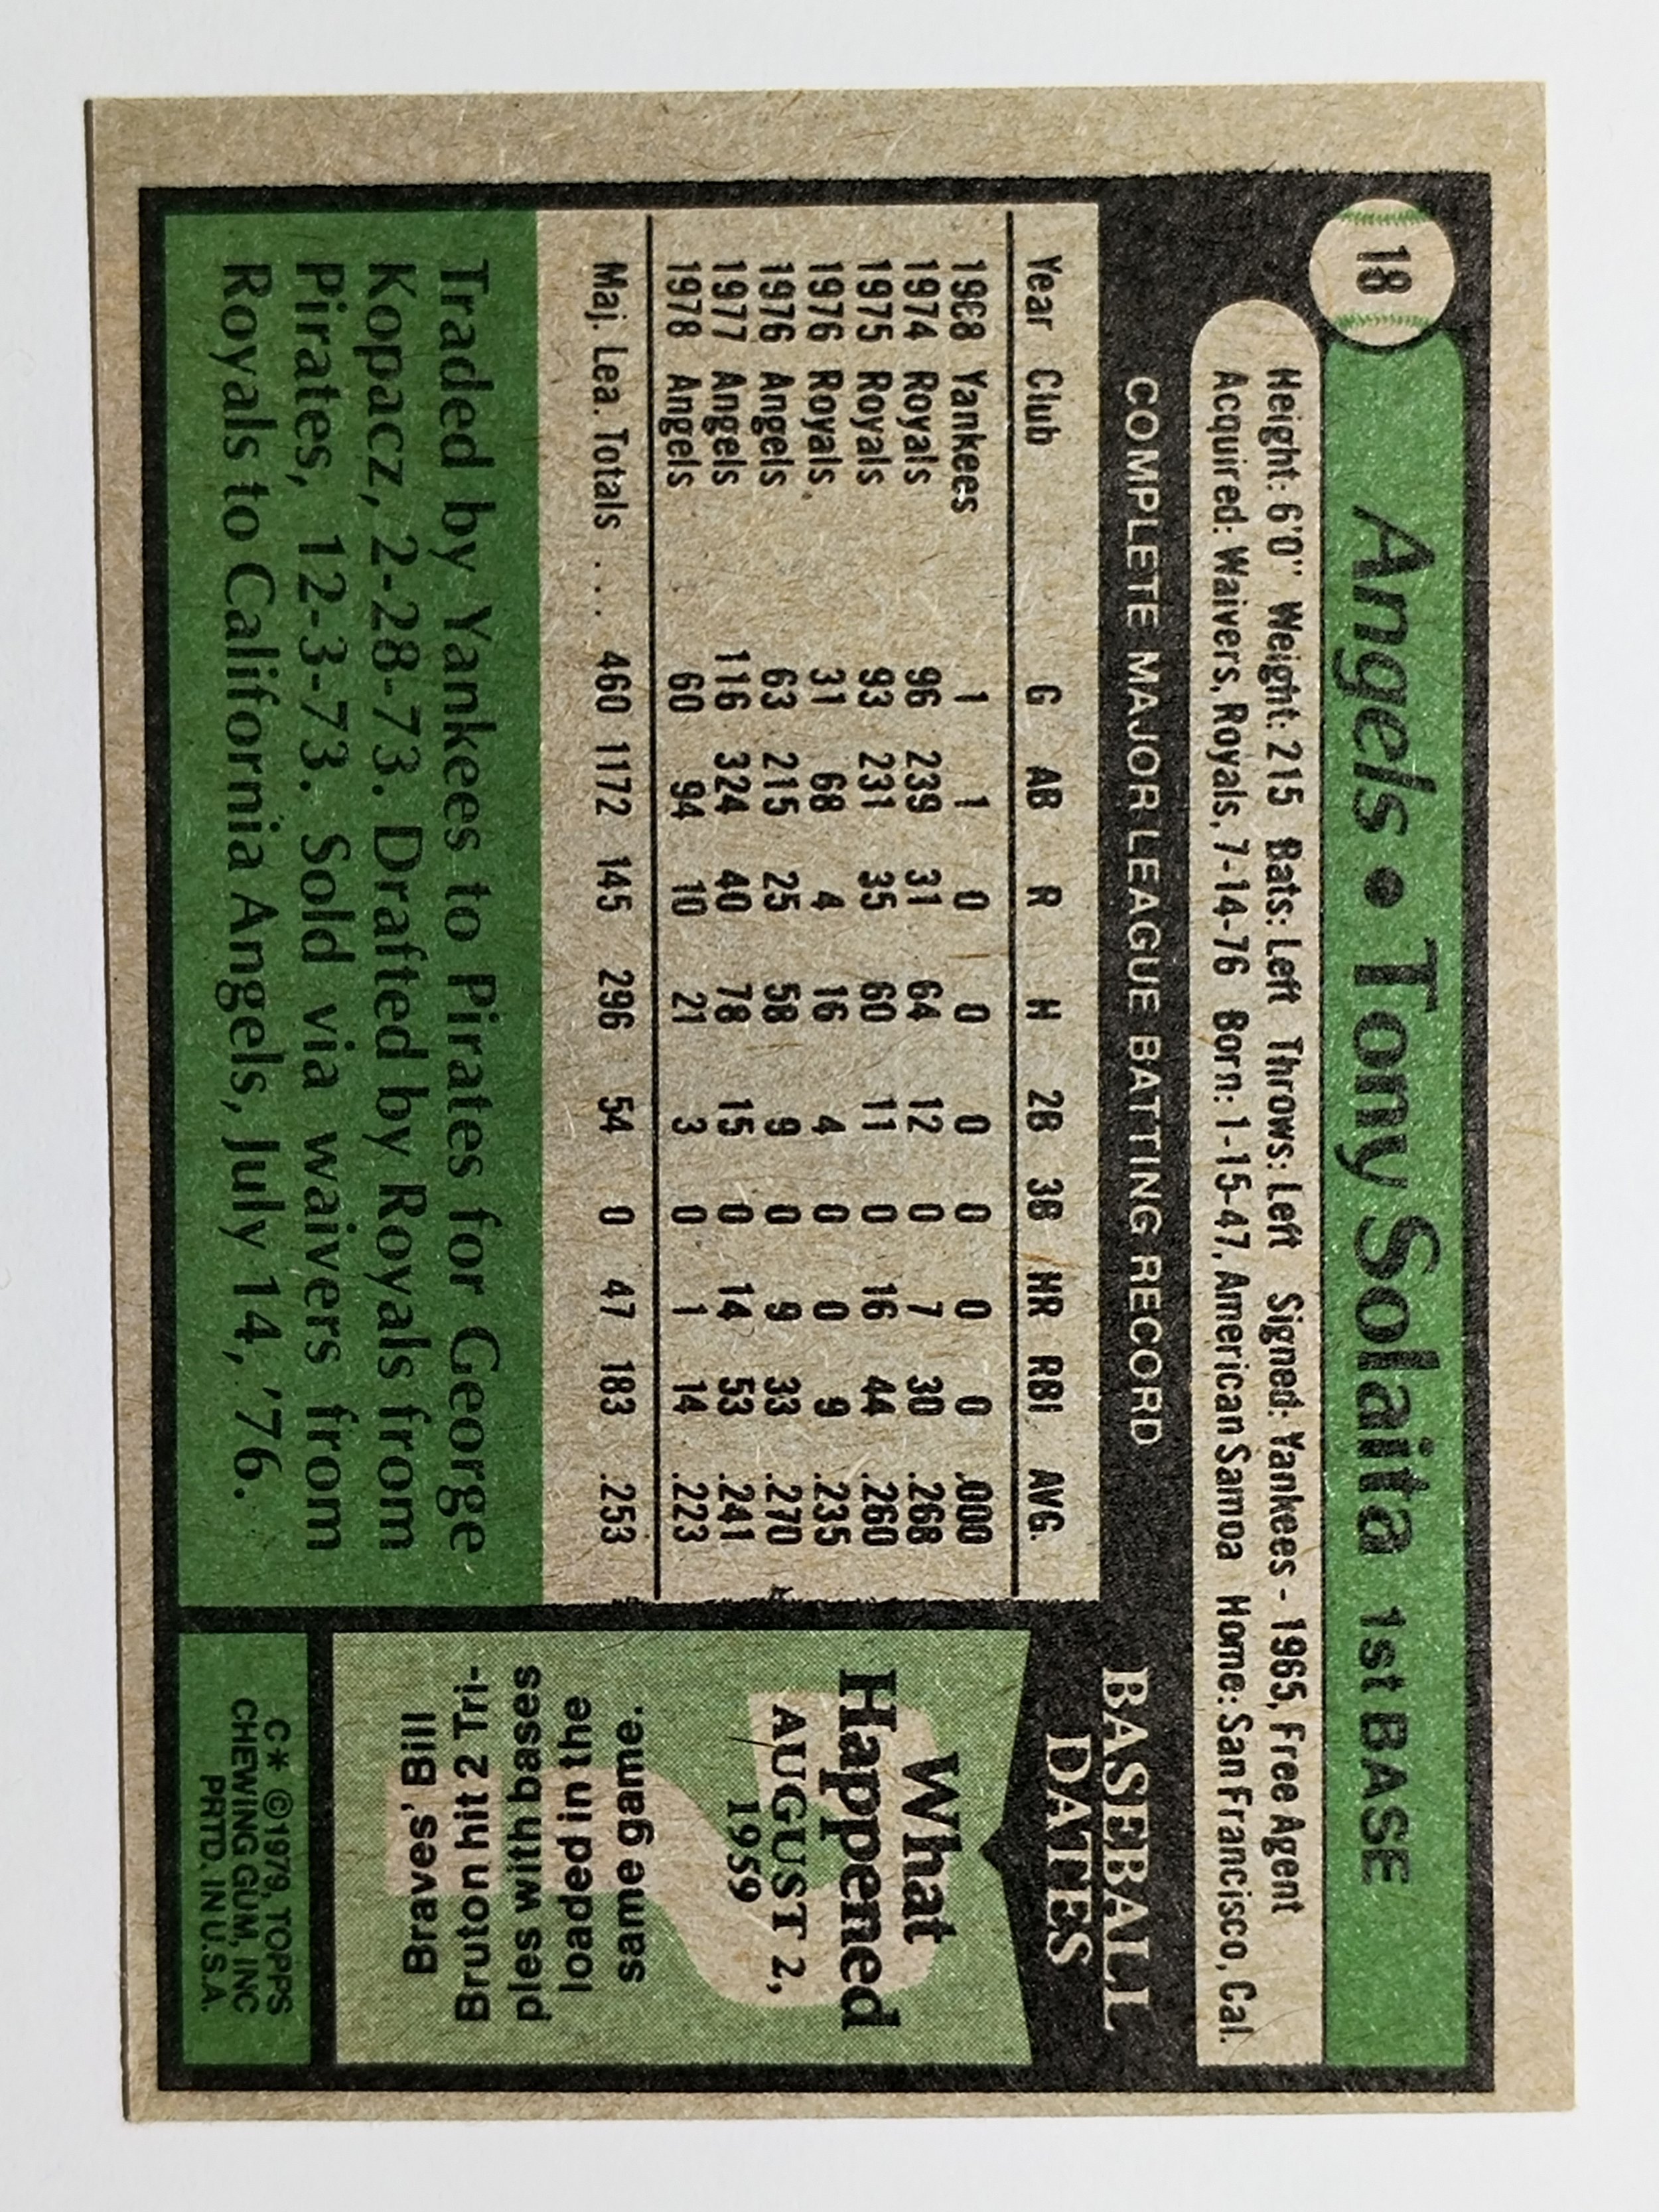 18
Angels • Tony Solaita 1st BASE
Height: 6'0" Weight: 215 Bats: Left Throws: Left Signed: Yankees - 1965, Free Agent
Acquired: Waivers, Royals, 7-14-76 Born: 1-15-47, American Samoa Home: San Francisco, Cal.
COMPLETE MAJOR LEAGUE BATTING RECORD
Year Club G AB R H 2B 3B HR RBI AVG.
1968 Yankees 1 1 0 0 0 0 0 0 .000
1974 Royals 96 239 31 64 12 0 7 30 .268
1975 Royals 93 231 35 60 11 0 16 44 .260
1976 Royals 31 68 4 16 4 0 0 9 .235
1976 Angels 63 215 25 58 9 0 9 33 .270
1977 Angels 116 324 40 78 15 0 14 53 .241
1978 Angels 60 94 10 21 3 0 1 14 .223
Maj. Lea. Totals . . . 460 1172 145 296 54 0 47 183 .253
Traded by Yankees to Pirates for George
Kopacz, 2-28-73. Drafted by Royals from
Pirates, 12-3-73. Sold via waivers from
Royals to California Angels, July 14, '76.
BASEBALL
DATES
What
Happened
AUGUST 2,
1959
Braves' Bill
Bruton hit 2 Tri-
ples with bases
loaded in the
same game.
C* ©1979, TOPPS
CHEWING GUM, INC
PRTD. IN U.S.A.